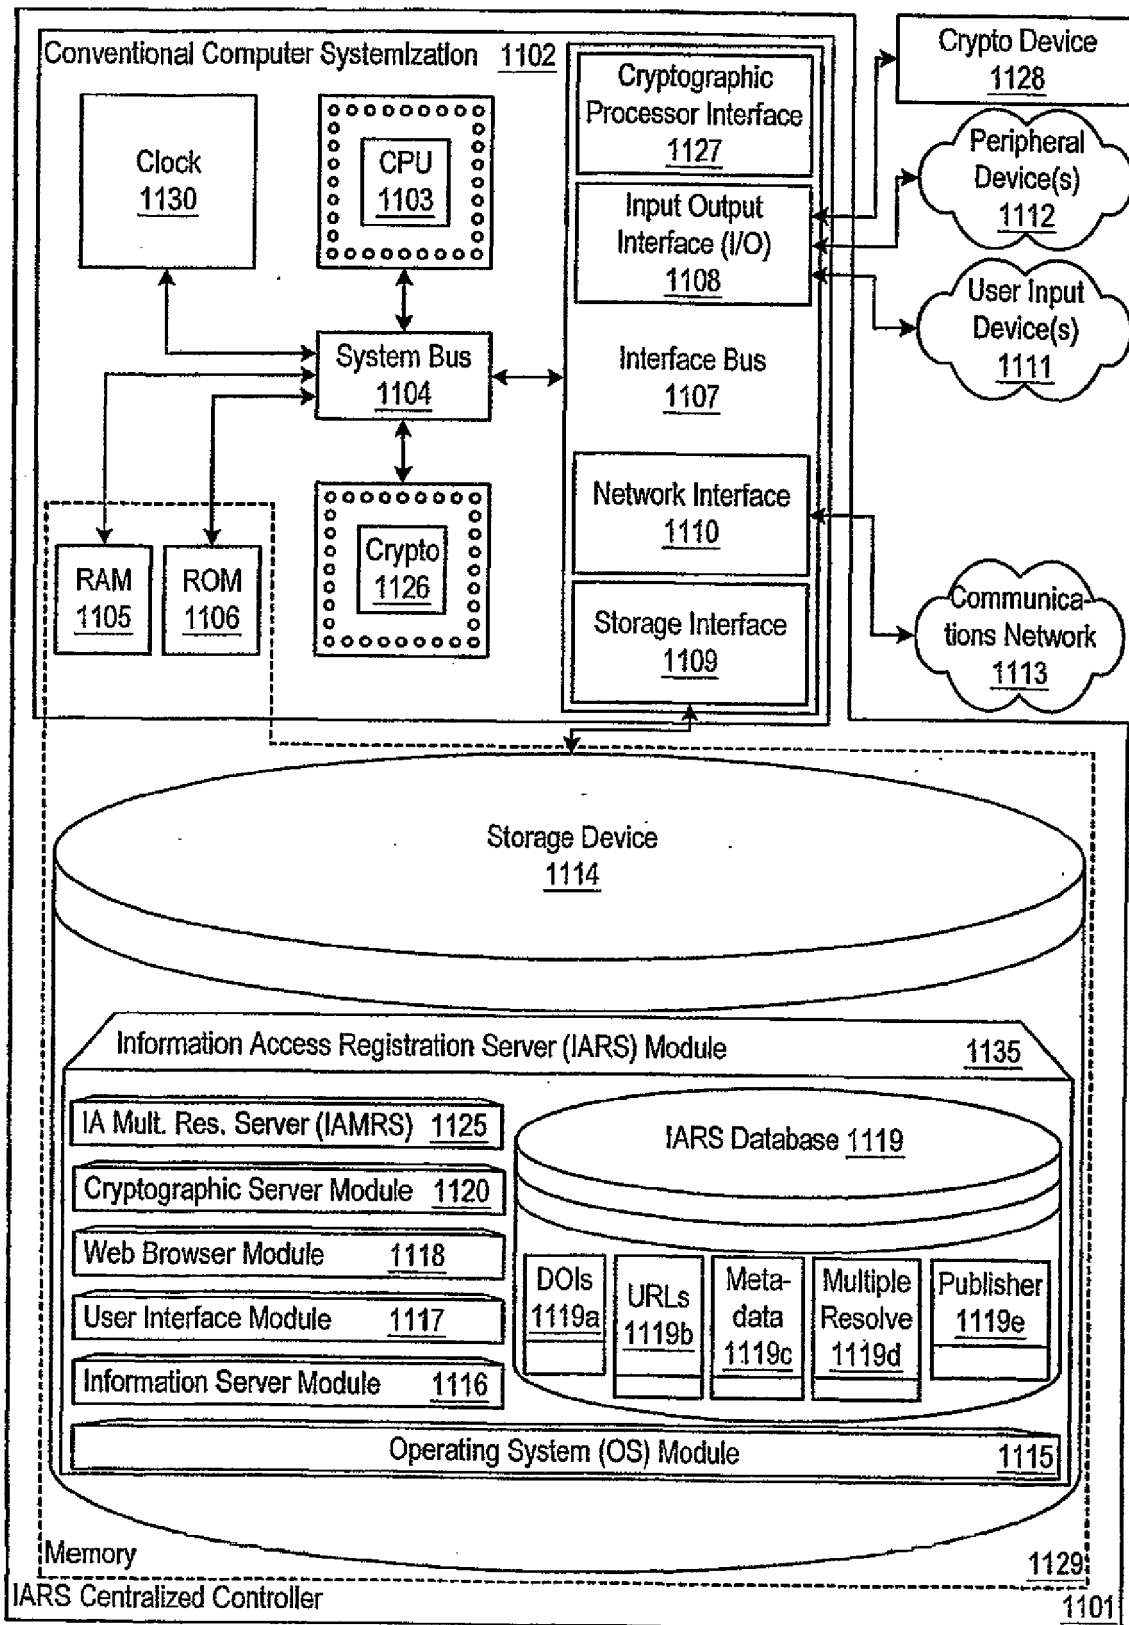 Conventional Computer Systemization 1102
Clock
1130
CPU
1103
System Bus
1104
Crypto
1126
RAM
1105
ROM
1106
Cryptographic
Processor Interface
1127
Input Output
Interface (I/O)
1108
Interface Bus
1107
Network Interface
1110
Storage Interface
1109
Crypto Device
1128
Peripheral
Device(s)
1112
User Input
Device(s)
1111
Communica-
tions Network
1113
Storage Device
1114
Information Access Registration Server (IARS) Module 1135
IA Mult. Res. Server (IAMRS) 1125
Cryptographic Server Module 1120
Web Browser Module 1118
User Interface Module 1117
Information Server Module 1116
IARS Database 1119
DOIs
1119a
URLs
1119b
Meta-
data
1119c
Multiple
Resolve
1119d
Publisher
1119e
Operating System (OS) Module 1115
Memory 1129
IARS Centralized Controller 1101